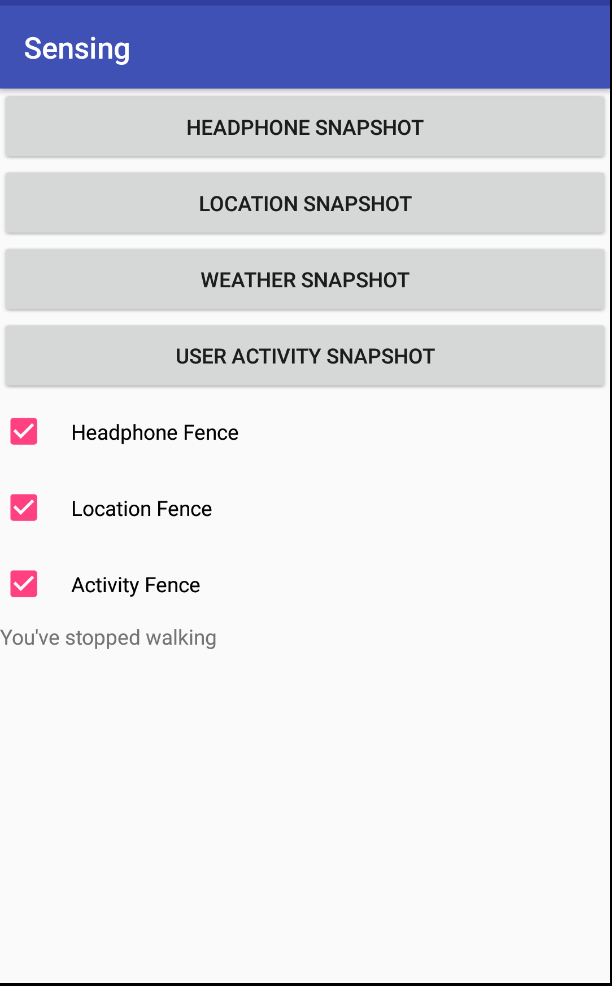 Sensing
HEADPHONE SNAPSHOT
LOCATION SNAPSHOT
WEATHER SNAPSHOT
USER ACTIVITY SNAPSHOT
Headphone Fence
Location Fence
Activity Fence
You've stopped walking